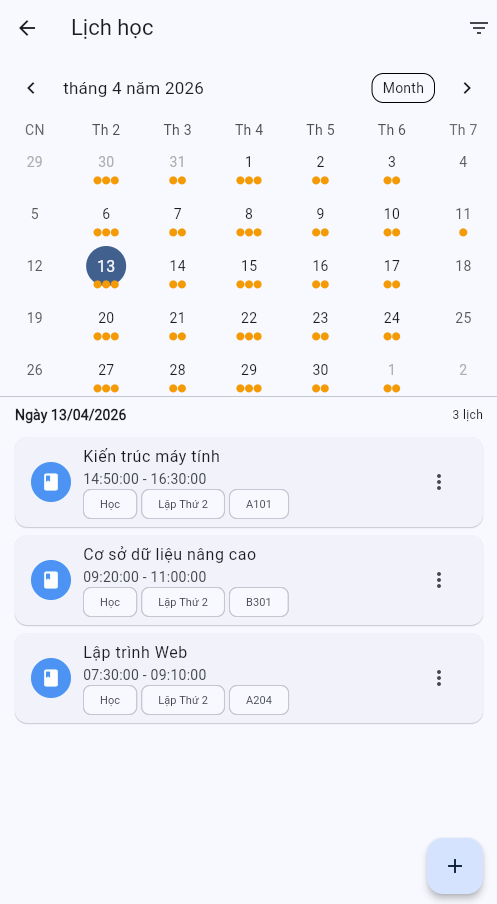 Lịch học
tháng 4 năm 2026 Month
CN Th 2 Th 3 Th 4 Th 5 Th 6 Th 7
29 30 31 1 2 3 4
5 6 7 8 9 10 11
12 13 14 15 16 17 18
19 20 21 22 23 24 25
26 27 28 29 30 1 2
Ngày 13/04/2026 3 lịch
Kiến trúc máy tính
14:50:00 - 16:30:00
Học Lặp Thứ 2 A101
Cơ sở dữ liệu nâng cao
09:20:00 - 11:00:00
Học Lặp Thứ 2 B301
Lập trình Web
07:30:00 - 09:10:00
Học Lặp Thứ 2 A204